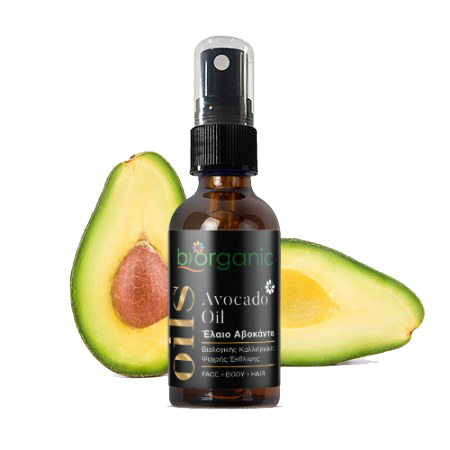 biorganic
oils
Avocado
Oil
Έλαιο Αβοκάντο
Βιολογικής Καλλιέργειας
Ψυχρής Έκθλιψης
FACE • BODY • HAIR